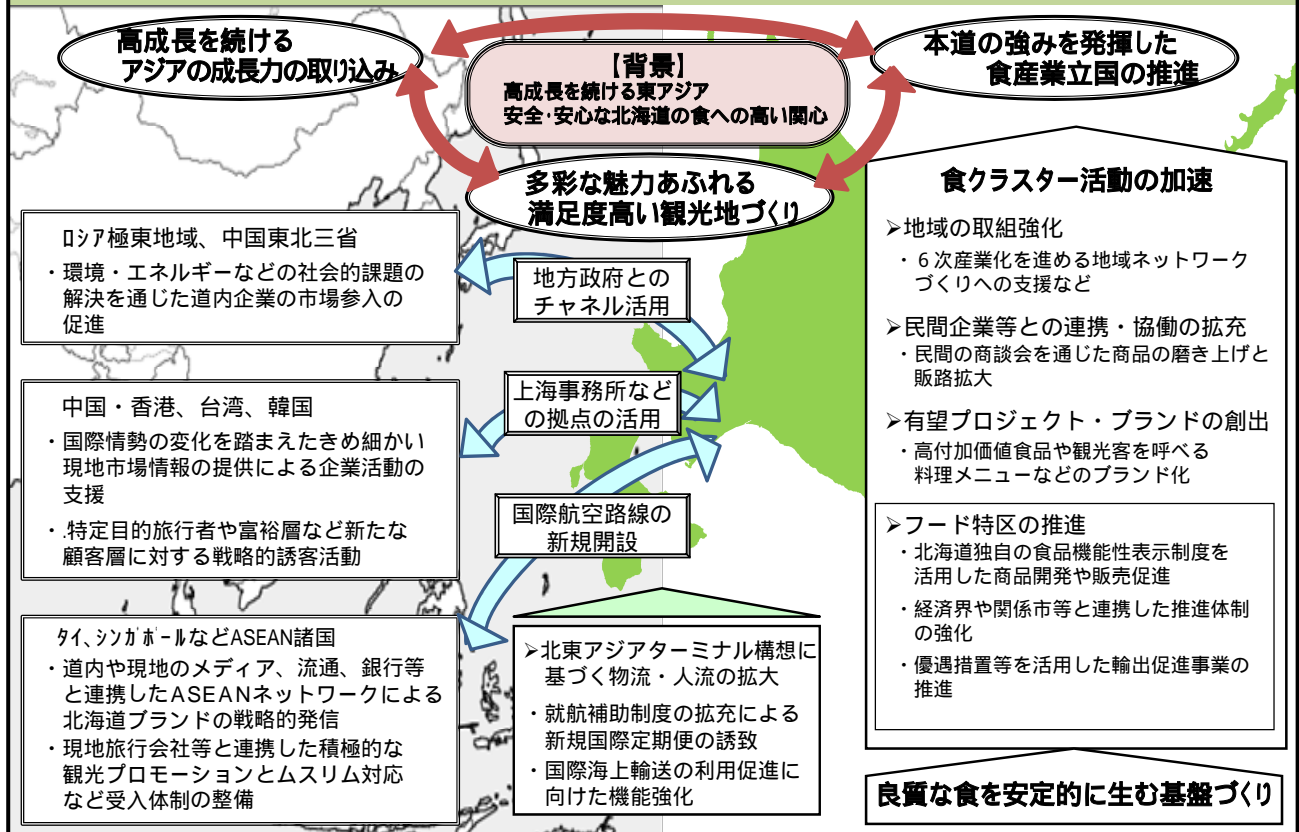 高成長を続ける
アジアの成長力の取り込み
【背景】
高成長を続ける東アジア
安全・安心な北海道の食への高い関心
本道の強みを発揮した
食産業立国の推進
多彩な魅力あふれる
満足度高い観光地づくり
ロシア極東地域、中国東北三省
・環境・エネルギーなどの社会的課題の
解決を通じた道内企業の市場参入の
促進
中国・香港、台湾、韓国
・国際情勢の変化を踏まえたきめ細かい
現地市場情報の提供による企業活動の
支援
・.特定目的旅行者や富裕層など新たな
顧客層に対する戦略的誘客活動
タイ、シンガポールなどASEAN諸国
・道内や現地のメディア、流通、銀行等
と連携したASEANネットワークによる
北海道ブランドの戦略的発信
・現地旅行会社等と連携した積極的な
観光プロモーションとムスリム対応
など受入体制の整備
地方政府との
チャネル活用
上海事務所など
の拠点の活用
国際航空路線の
新規開設
➢北東アジアターミナル構想に
基づく物流・人流の拡大
・就航補助制度の拡充による
新規国際定期便の誘致
・国際海上輸送の利用促進に
向けた機能強化
食クラスター活動の加速
➢地域の取組強化
・６次産業化を進める地域ネットワーク
づくりへの支援など
➢民間企業等との連携・協働の拡充
・民間の商談会を通じた商品の磨き上げと
販路拡大
➢有望プロジェクト・ブランドの創出
・高付加価値食品や観光客を呼べる
料理メニューなどのブランド化
➢フード特区の推進
・北海道独自の食品機能性表示制度を
活用した商品開発や販売促進
・経済界や関係市等と連携した推進体制
の強化
・優遇措置等を活用した輸出促進事業の
推進
良質な食を安定的に生む基盤づくり